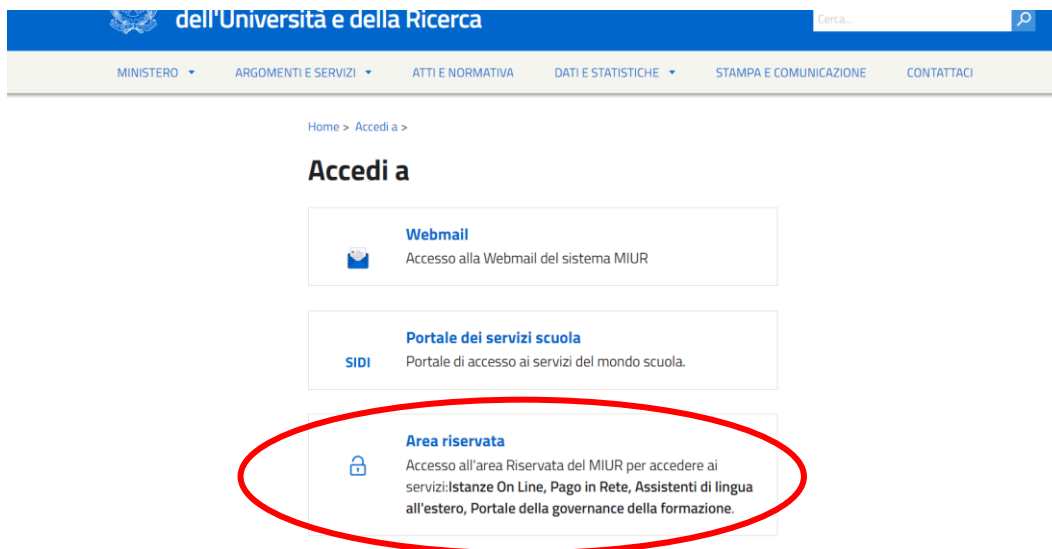 dell'Università e della Ricerca
Cerca...
MINISTERO ARGOMENTI E SERVIZI ATTI E NORMATIVA DATI E STATISTICHE STAMPA E COMUNICAZIONE CONTATTACI
Home > Accedi a >
Accedi a
Webmail
Accesso alla Webmail del sistema MIUR
Portale dei servizi scuola
SIDI Portale di accesso ai servizi del mondo scuola.
Area riservata
Accesso all'area Riservata del MIUR per accedere ai
servizi:Istanze On Line, Pago in Rete, Assistenti di lingua
all'estero, Portale della governance della formazione.